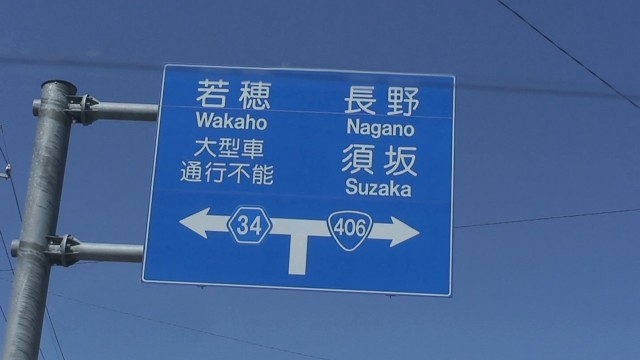 若穂
Wakaho
大型車
通行不能
長野
Nagano
須坂
Suzaka
34
406